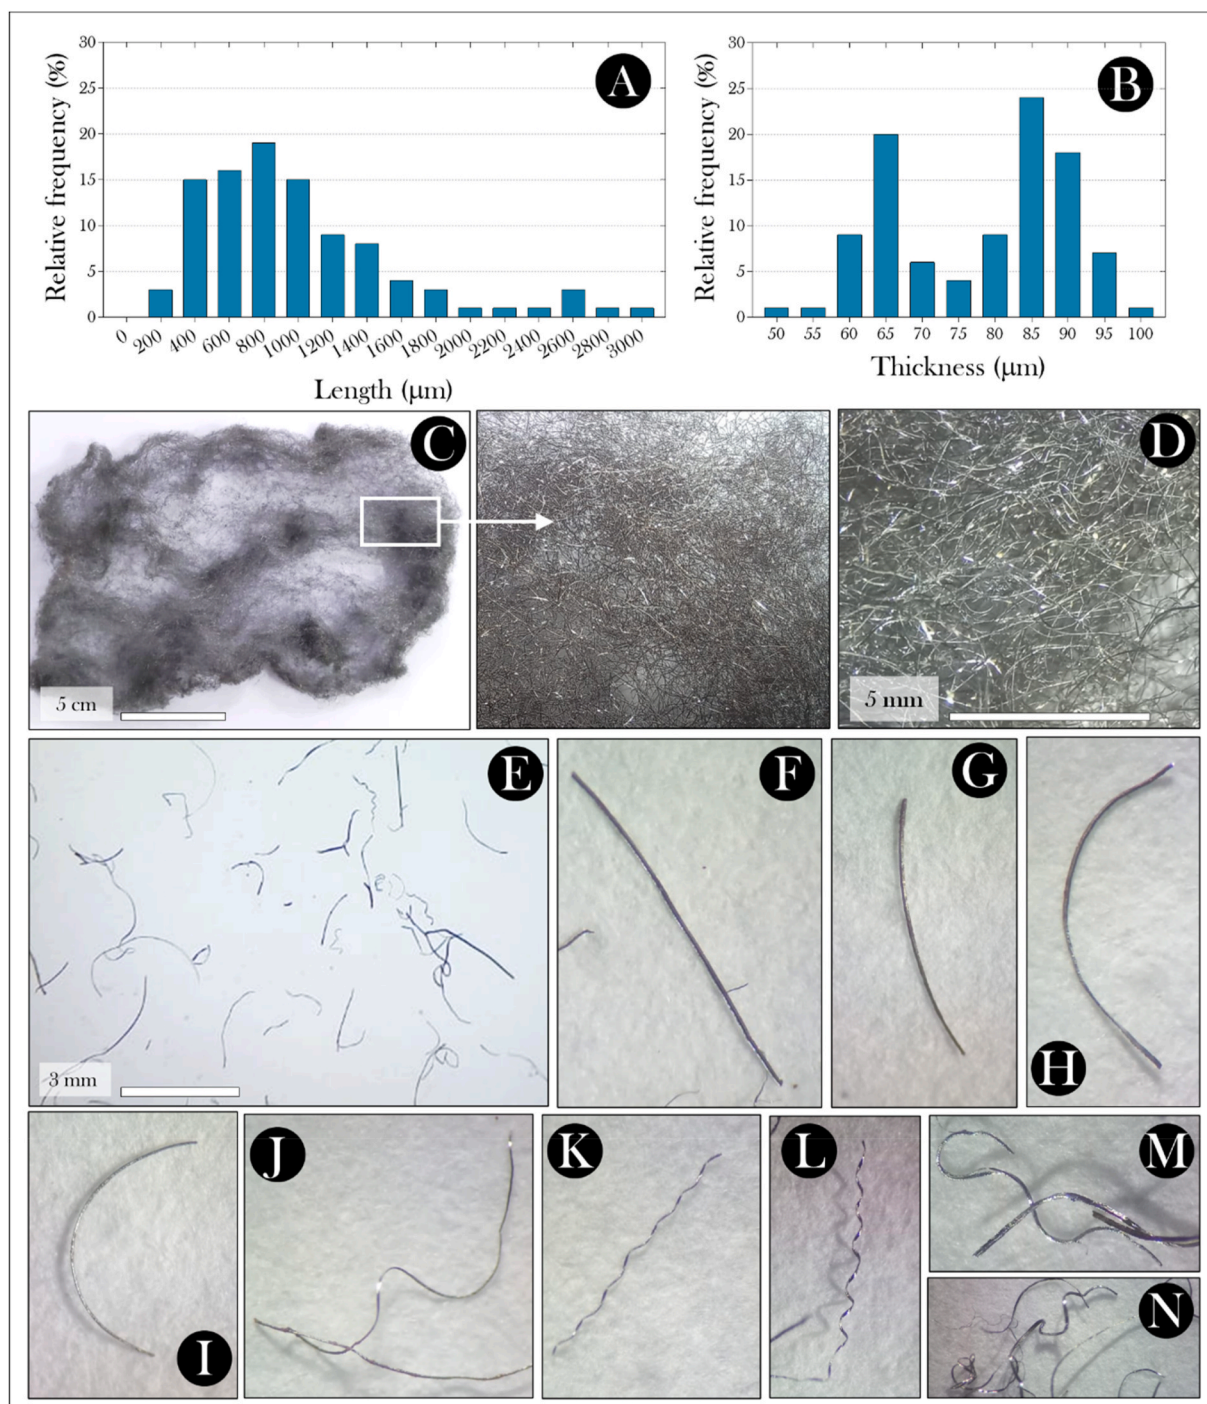 30
25
20
15
10
5
0
Relative frequency (%)
A
0 200 400 600 800 1000 1200 1400 1600 1800 2000 2200 2400 2600 2800 3000
Length (μm)
30
25
20
15
10
5
0
Relative frequency (%)
B
50 55 60 65 70 75 80 85 90 95 100
Thickness (μm)
C
5 cm
D
5 mm
E
3 mm
F
G
H
I
J
K
L
M
N